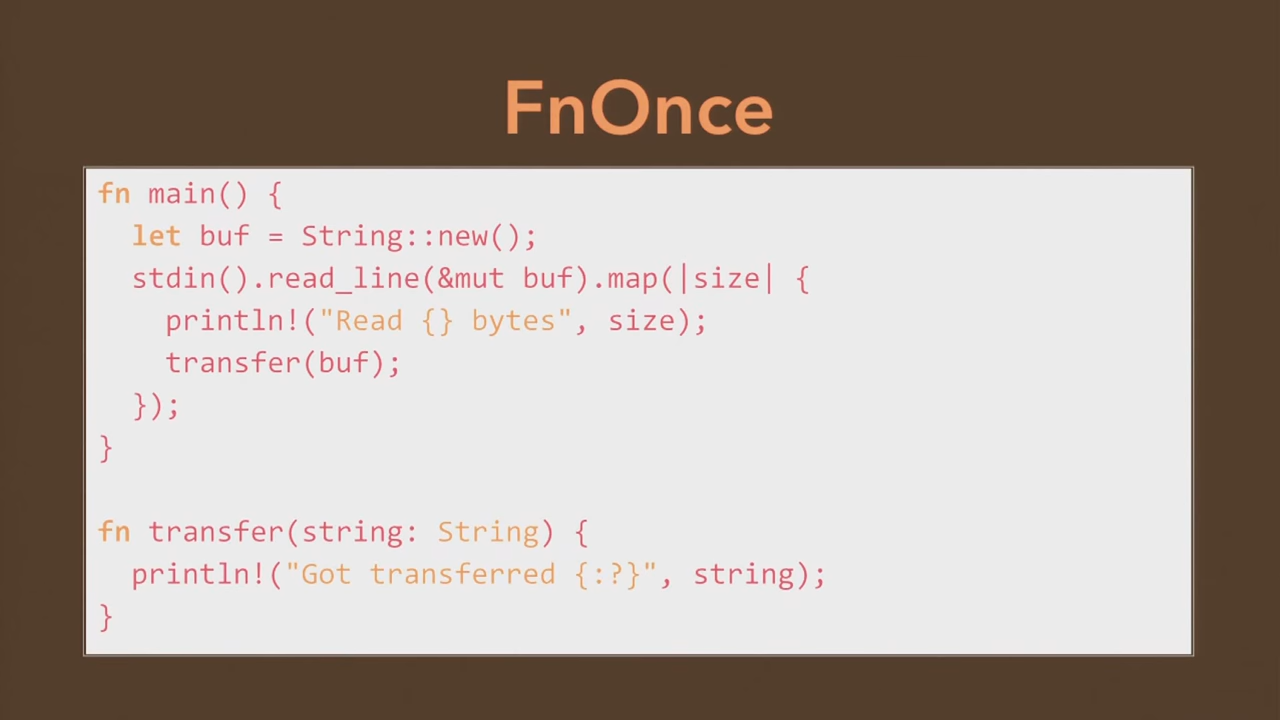 FnOnce
fn main() {
  let buf = String::new();
  stdin().read_line(&mut buf).map(|size| {
    println!("Read {} bytes", size);
    transfer(buf);
  });
}
fn transfer(string: String) {
  println!("Got transferred {:?}", string);
}